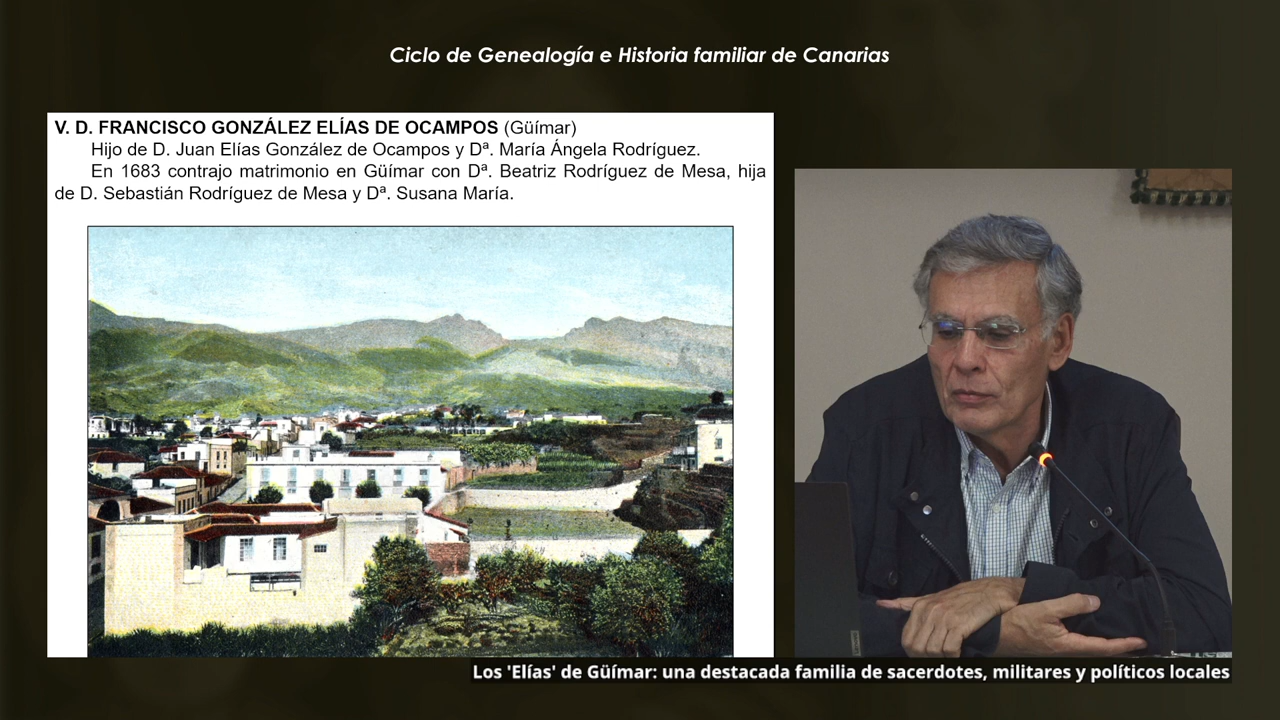 Ciclo de Genealogía e Historia familiar de Canarias
V. D. FRANCISCO GONZÁLEZ ELÍAS DE OCAMPOS (Güímar)
Hijo de D. Juan Elías González de Ocampos y Dª. María Ángela Rodríguez.
En 1683 contrajo matrimonio en Güímar con Dª. Beatriz Rodríguez de Mesa, hija
de D. Sebastián Rodríguez de Mesa y Dª. Susana María.
Los 'Elías' de Güímar: una destacada familia de sacerdotes, militares y políticos locales